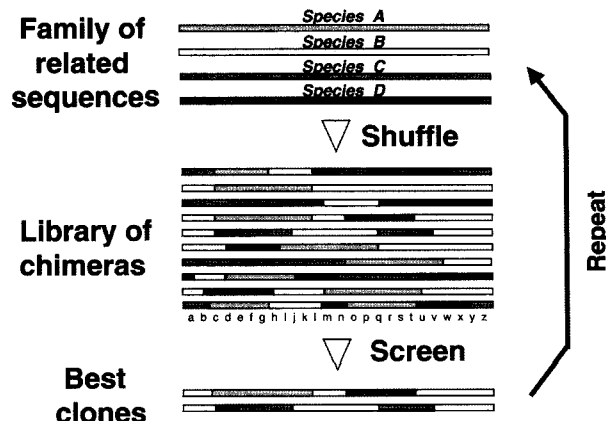 Family of
related
sequences
Species A
Species B
Species C
Species D
Shuffle
Library of
chimeras
a b c d e f g h i j k l m n o p q r s t u v w x y z
Screen
Best
clones
Repeat